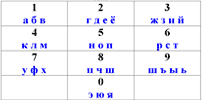 1 2 3
а б в г д е ё ж з и й
4 5 6
к л м н о п р с т
7 8 9
у ф х ц ч ш щ ъ ы ь
0
э ю я